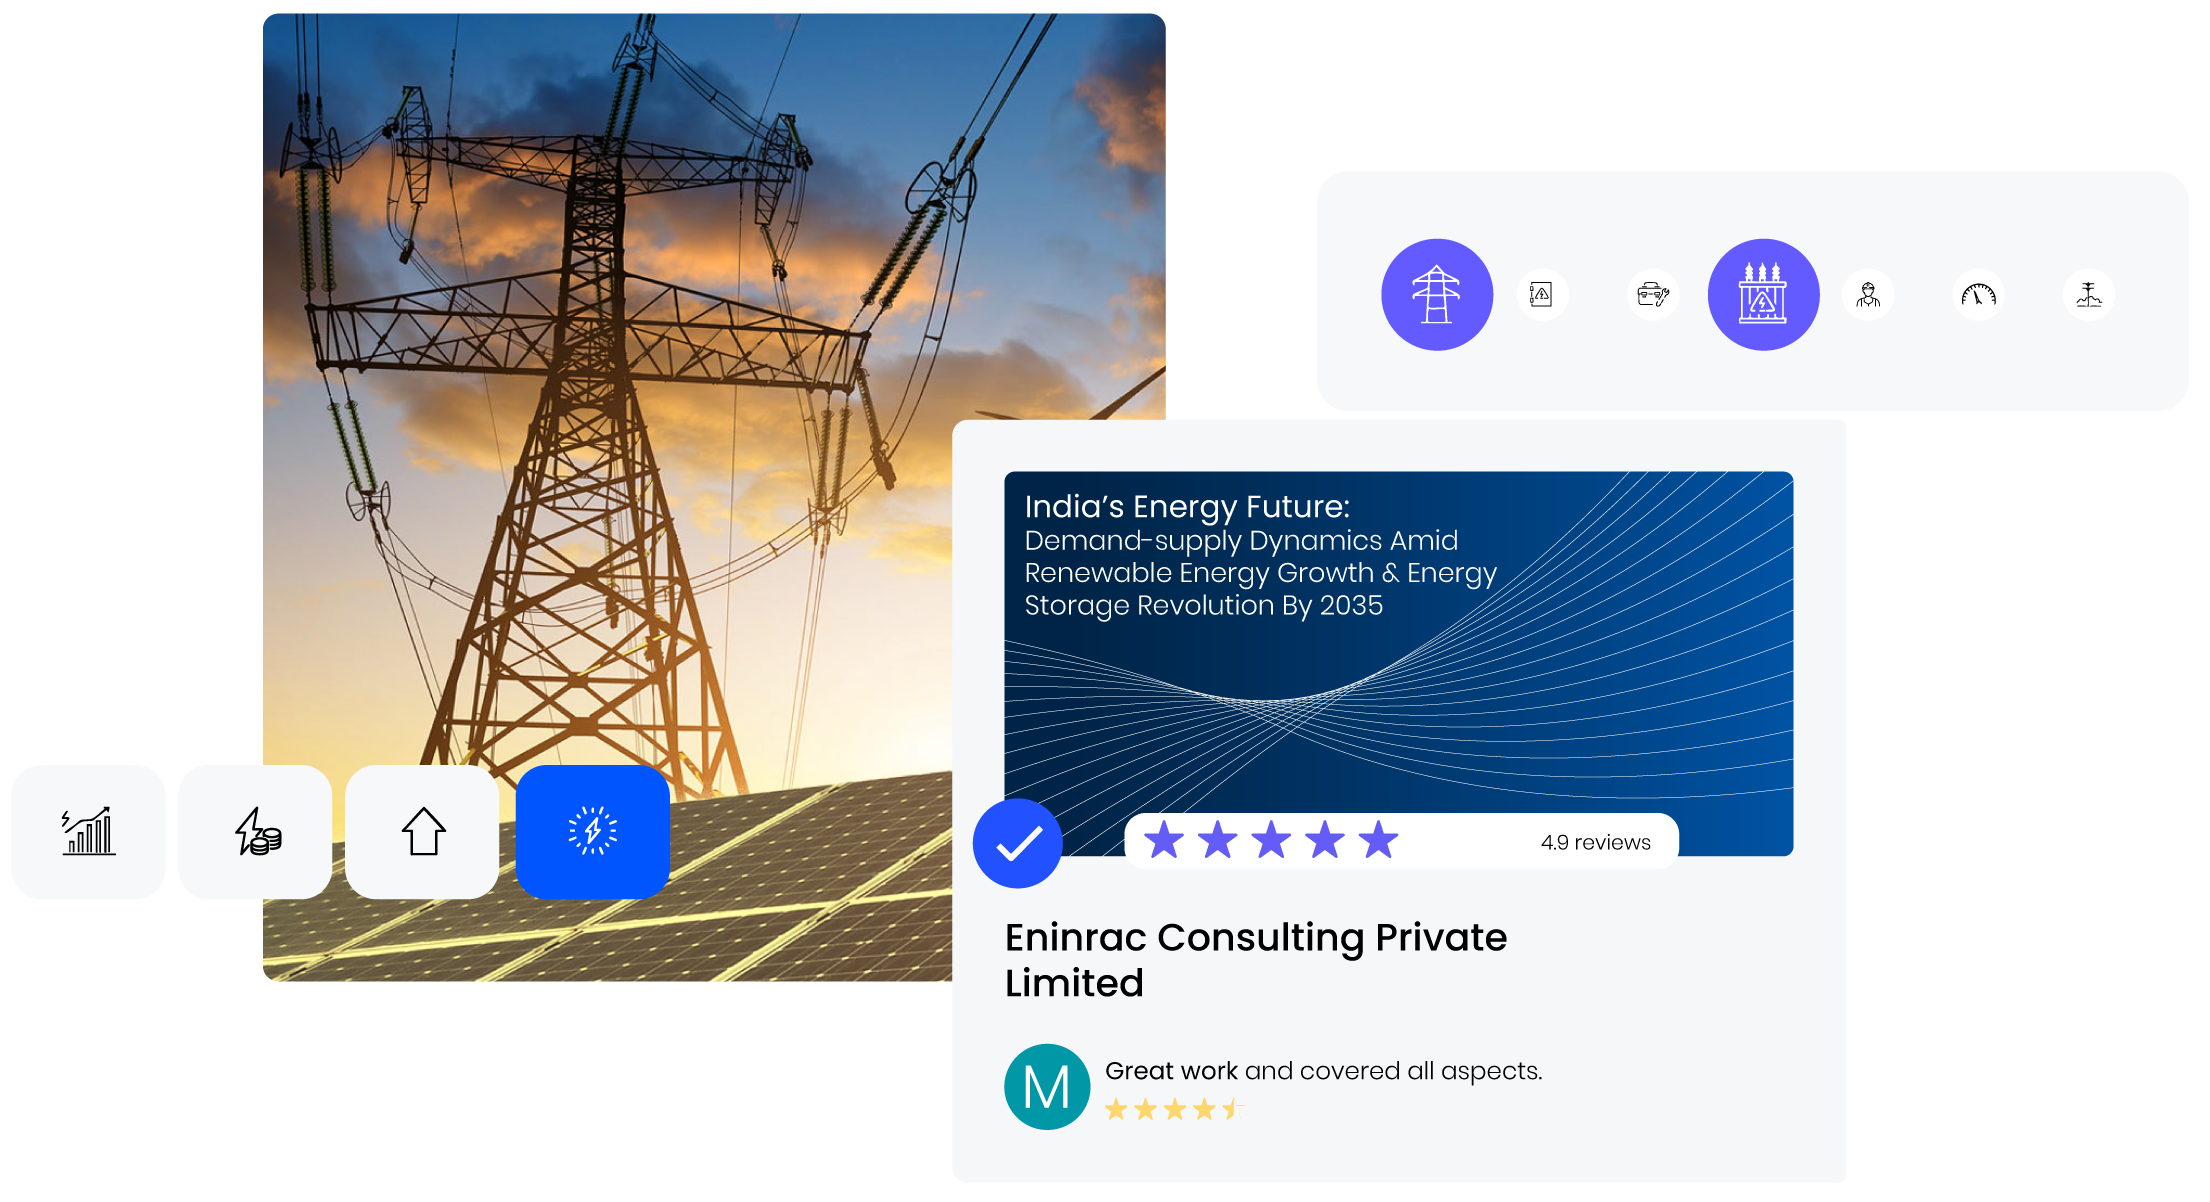 India’s Energy Future:
Demand-supply Dynamics Amid
Renewable Energy Growth & Energy
Storage Revolution By 2035
4.9 reviews
Eninrac Consulting Private
Limited
M
Great work and covered all aspects.